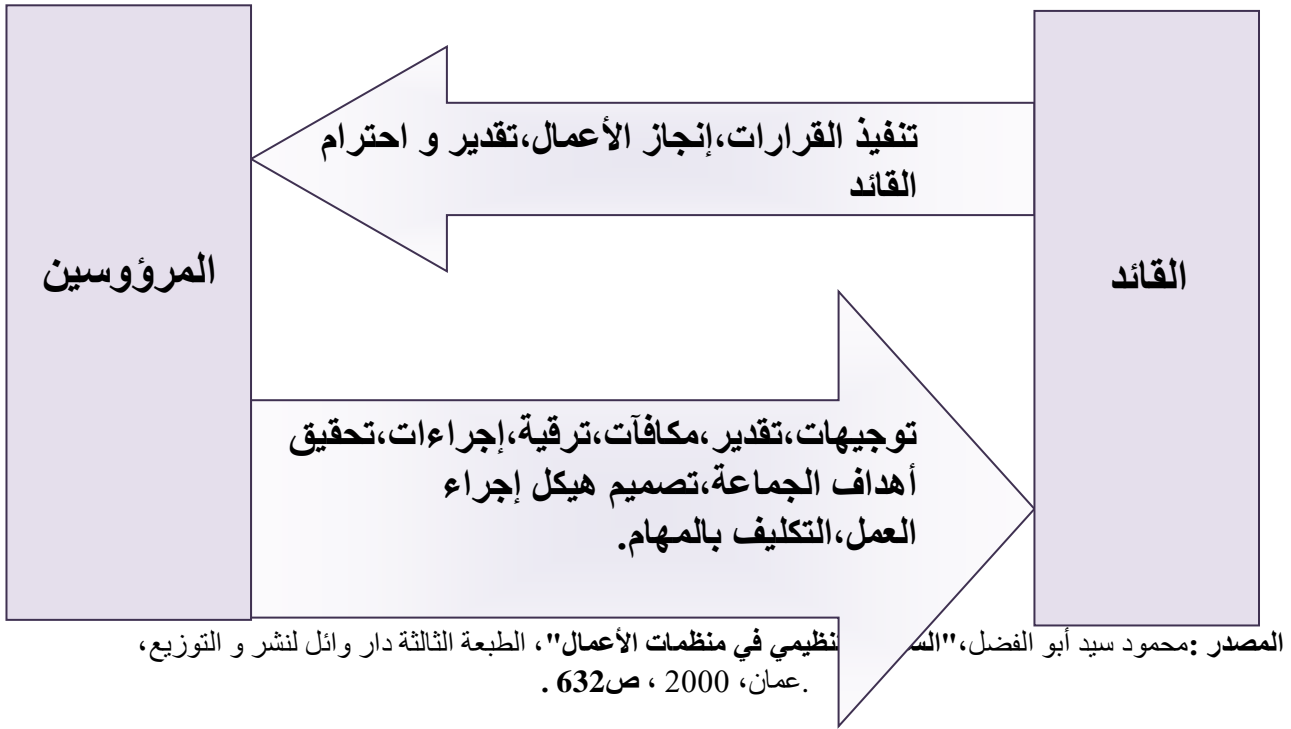 تنفيذ القرارات،إنجاز الأعمال،تقدير و احترام
القائد
القائد
المرؤوسين
توجيهات،تقدير،مكافآت،ترقية،إجراءات،تحقيق
أهداف الجماعة،تصميم هيكل إجراء
العمل،التكليف بالمهام.
المصدر :محمود سيد أبو الفضل،"الس نظيمي في منظمات الأعمال"، الطبعة الثالثة دار وائل لنشر و التوزيع،
.عمان، 2000 ، ص632 .